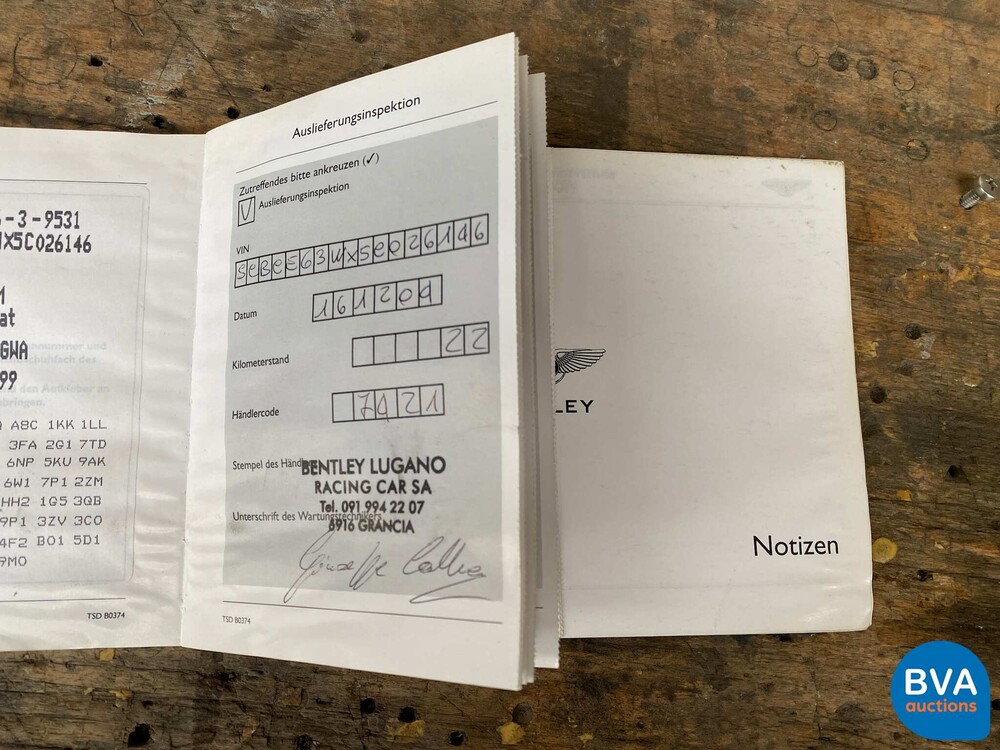 -3-9531
X5C026146
at
GWA
99
A8C 1KK 1LL
3FA 2G1 7TD
6NP 5KU 9AK
6W1 7P1 2ZM
HH2 1G5 3QB
9P1 3ZV 3C0
4F2 B01 5D1
9M0
TSD B0374
Auslieferungsinspektion
Zutreffendes bitte ankreuzen (✓)
Auslieferungsinspektion
VIN
SCBCE63WX5C026146
Datum
161204
Kilometerstand
22
Händlercode
7421
Stempel des Händ
BENTLEY LUGANO
RACING CAR SA
Tel. 091 994 22 07
Unterschrift des Wartungstechnikers
6916 GRANCIA
TSD B0374
LEY
Notizen
BVA
auctions